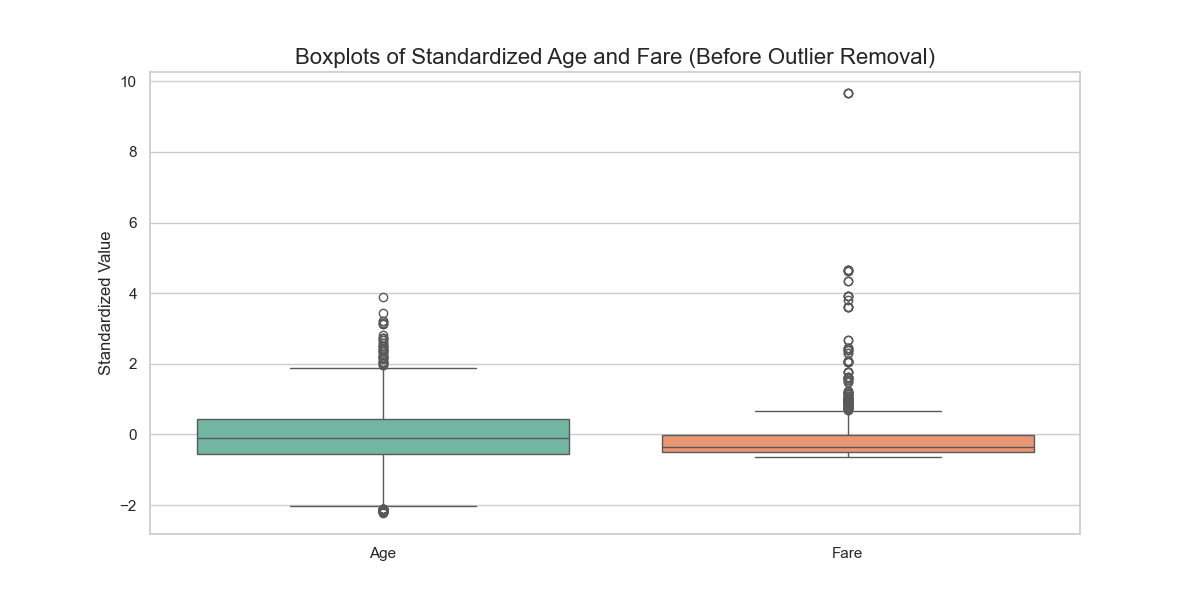 Boxplots of Standardized Age and Fare (Before Outlier Removal)
10
8
6
4
2
0
−2
Standardized Value
Age
Fare